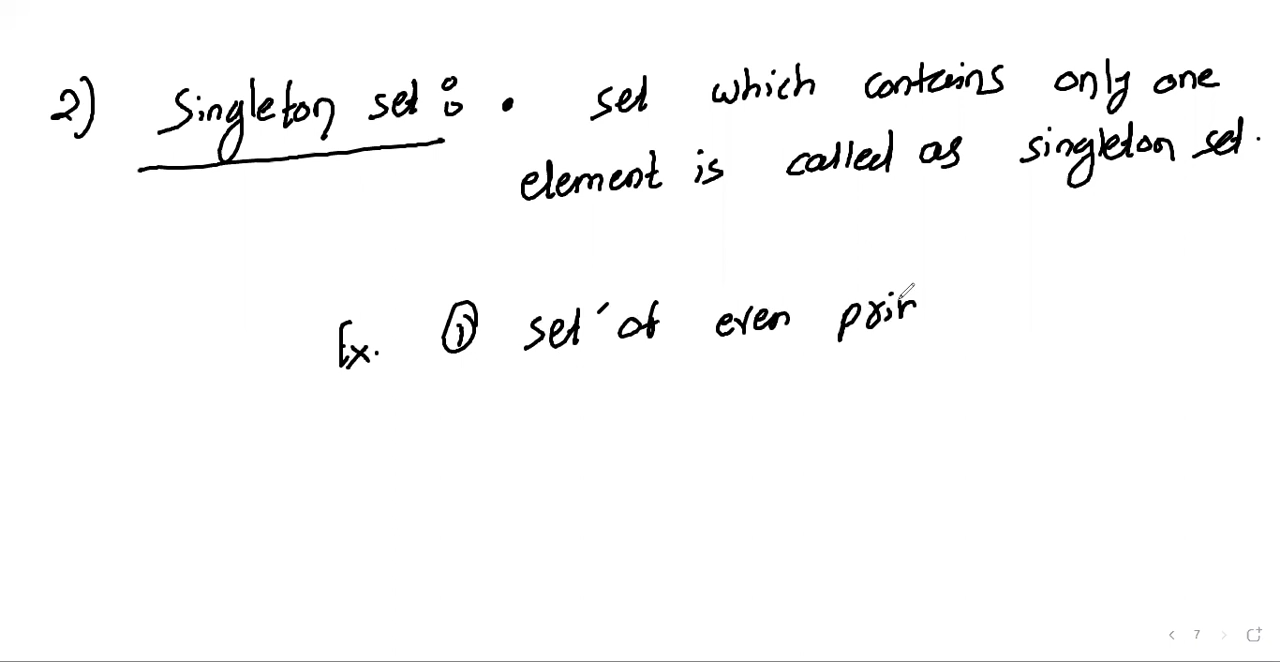 2) Singleton set : • set which contains only one
element is called as singleton set.
Ex. ① set of even prin
7